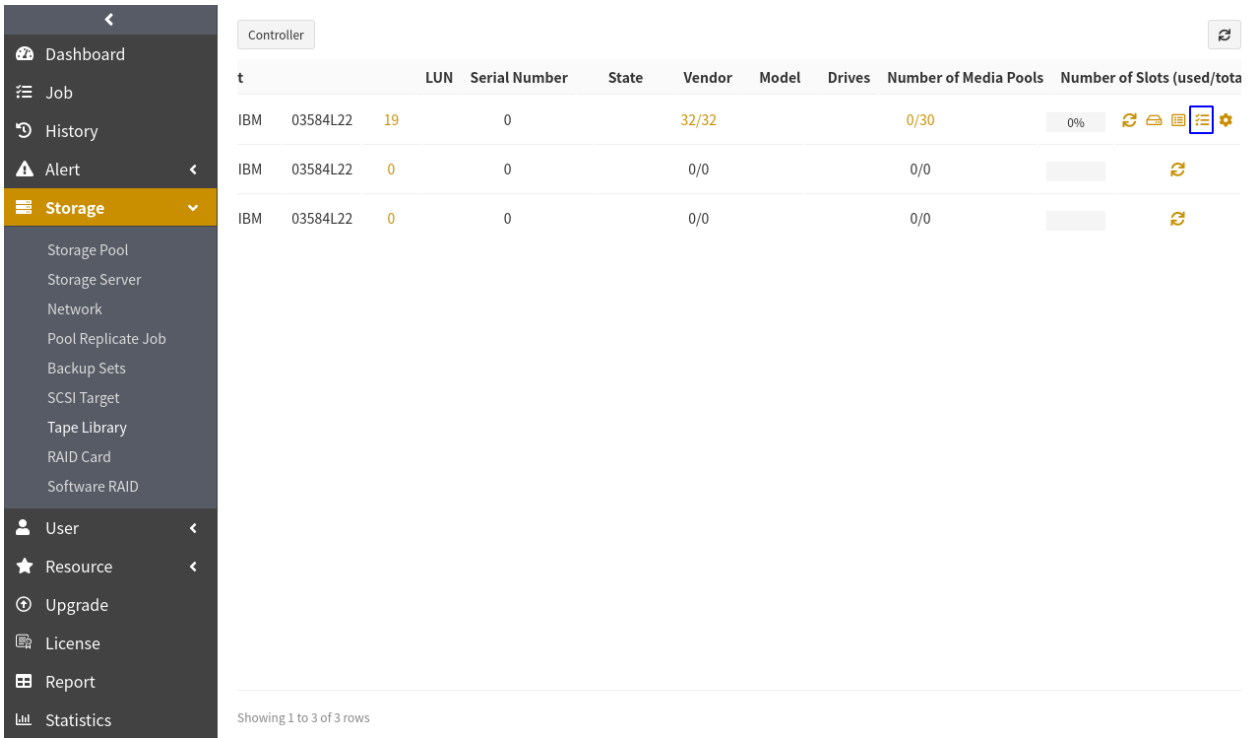 Controller
Dashboard
Job
History
Alert
Storage
Storage Pool
Storage Server
Network
Pool Replicate Job
Backup Sets
SCSI Target
Tape Library
RAID Card
Software RAID
User
Resource
Upgrade
License
Report
Statistics
t LUN Serial Number State Vendor Model Drives Number of Media Pools Number of Slots (used/tota
IBM 03584L22 19 0 32/32 0/30 0%
IBM 03584L22 0 0 0/0 0/0
IBM 03584L22 0 0 0/0 0/0
Showing 1 to 3 of 3 rows